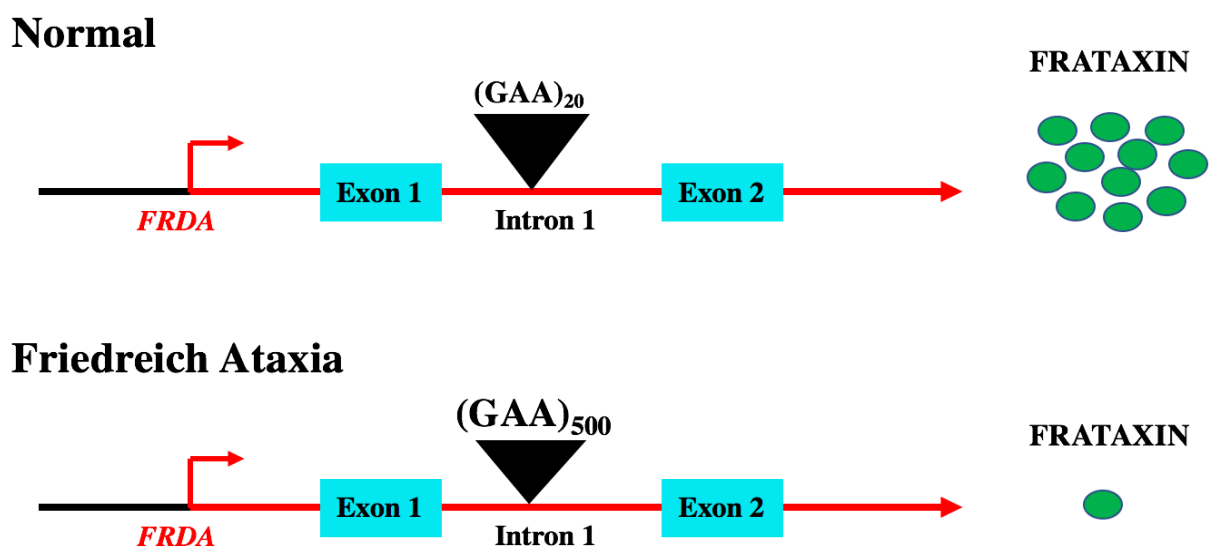 Normal
FRATAXIN
(GAA)20
Exon 1
Exon 2
FRDA
Intron 1
Friedreich Ataxia
(GAA)500
FRATAXIN
Exon 1
Exon 2
FRDA
Intron 1